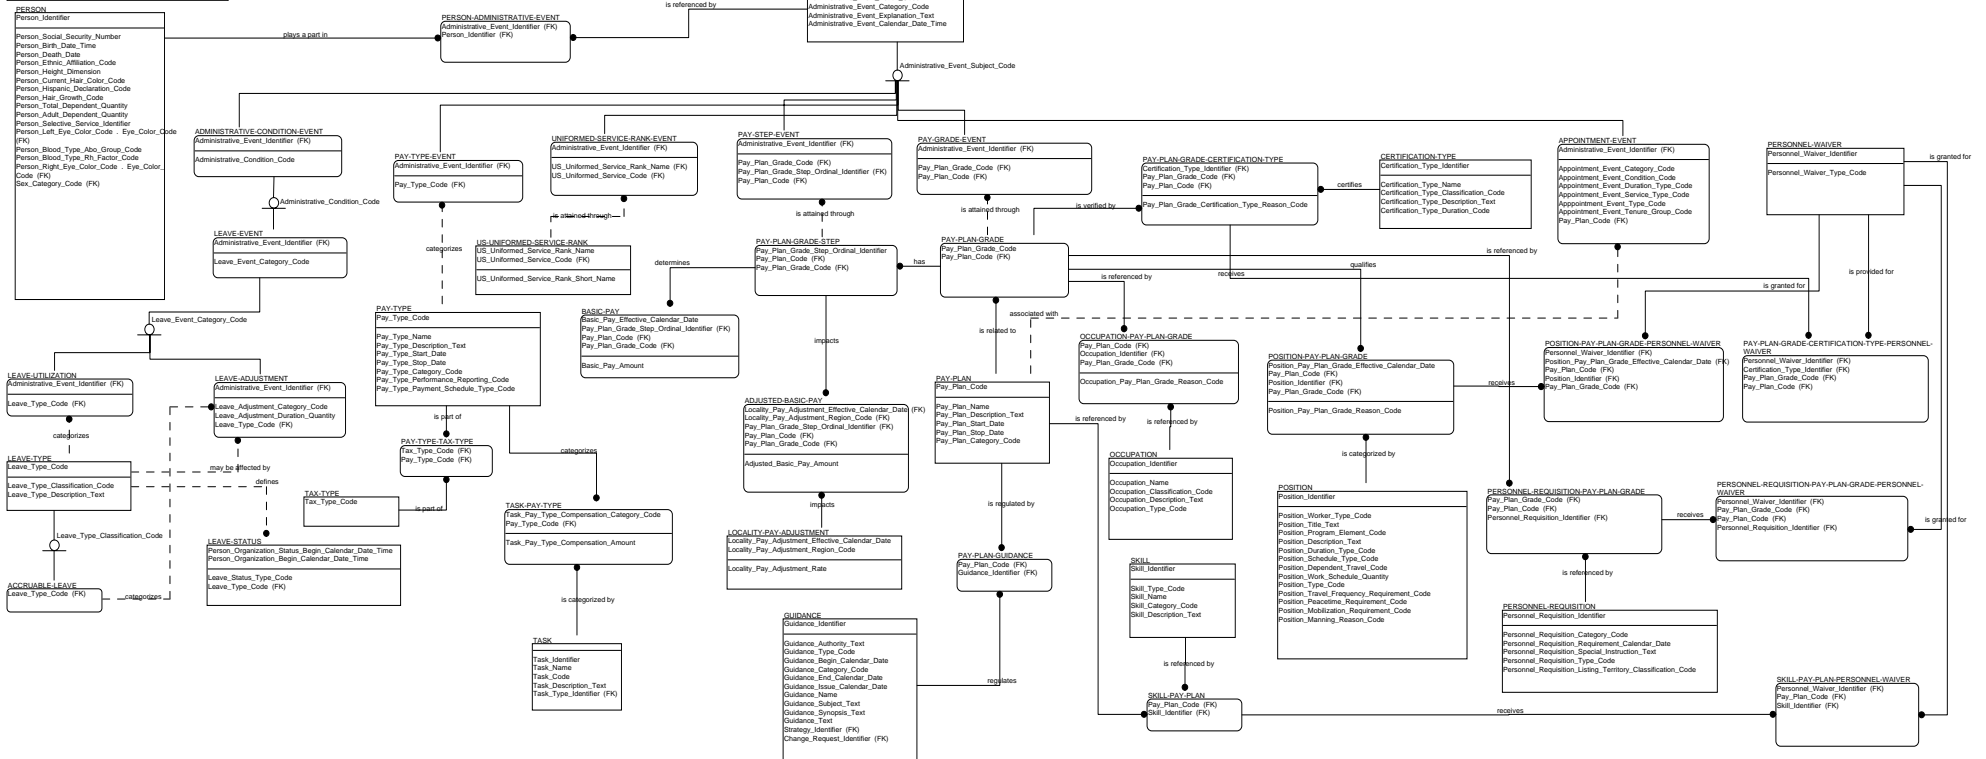 PERSON
Person_Identifier
Person_Social_Security_Number
Person_Birth_Date_Time
Person_Death_Date
Person_Ethnic_Affiliation_Code
Person_Height_Dimension
Person_Current_Hair_Color_Code
Person_Hispanic_Declaration_Code
Person_Hair_Growth_Code
Person_Total_Dependent_Quantity
Person_Adult_Dependent_Quantity
Person_Selective_Service_Identifier
Person_Left_Eye_Color_Code . Eye_Color_Code
(FK)
Person_Blood_Type_Abo_Group_Code
Person_Blood_Type_Rh_Factor_Code
Person_Right_Eye_Color_Code . Eye_Color_
Code (FK)
Sex_Category_Code (FK)
plays a part in
PERSON-ADMINISTRATIVE-EVENT
Administrative_Event_Identifier (FK)
Person_Identifier (FK)
is referenced by
Administrative_Event_Category_Code
Administrative_Event_Explanation_Text
Administrative_Event_Calendar_Date_Time
Administrative_Event_Subject_Code
ADMINISTRATIVE-CONDITION-EVENT
Administrative_Event_Identifier (FK)
Administrative_Condition_Code
Administrative_Condition_Code
PAY-TYPE-EVENT
Administrative_Event_Identifier (FK)
Pay_Type_Code (FK)
UNIFORMED-SERVICE-RANK-EVENT
Administrative_Event_Identifier (FK)
US_Uniformed_Service_Rank_Name (FK)
US_Uniformed_Service_Code (FK)
PAY-STEP-EVENT
Administrative_Event_Identifier (FK)
Pay_Plan_Grade_Code (FK)
Pay_Plan_Grade_Step_Ordinal_Identifier (FK)
Pay_Plan_Code (FK)
PAY-GRADE-EVENT
Administrative_Event_Identifier (FK)
Pay_Plan_Grade_Code (FK)
Pay_Plan_Code (FK)
PAY-PLAN-GRADE-CERTIFICATION-TYPE
Certification_Type_Identifier (FK)
Pay_Plan_Grade_Code (FK)
Pay_Plan_Code (FK)
Pay_Plan_Grade_Certification_Type_Reason_Code
certifies
CERTIFICATION-TYPE
Certification_Type_Identifier
Certification_Type_Name
Certification_Type_Classification_Code
Certification_Type_Description_Text
Certification_Type_Duration_Code
APPOINTMENT-EVENT
Administrative_Event_Identifier (FK)
Appointment_Event_Category_Code
Appointment_Event_Condition_Code
Appointment_Event_Duration_Type_Code
Appointment_Event_Service_Type_Code
Apppointment_Event_Type_Code
Appointment_Event_Tenure_Group_Code
Pay_Plan_Code (FK)
PERSONNEL-WAIVER
Personnel_Waiver_Identifier
Personnel_Waiver_Type_Code
is granted for
LEAVE-EVENT
Administrative_Event_Identifier (FK)
Leave_Event_Category_Code
Leave_Event_Category_Code
categorizes
is attained through
US-UNIFORMED-SERVICE-RANK
US_Uniformed_Service_Rank_Name
US_Uniformed_Service_Code (FK)
US_Uniformed_Service_Rank_Short_Name
is attained through
PAY-PLAN-GRADE-STEP
Pay_Plan_Grade_Step_Ordinal_Identifier
Pay_Plan_Code (FK)
Pay_Plan_Grade_Code (FK)
has
is attained through
is verified by
PAY-PLAN-GRADE
Pay_Plan_Grade_Code
Pay_Plan_Code (FK)
is referenced by
qualifies
receives
is referenced by
is provided for
is granted for
determines
BASIC-PAY
Basic_Pay_Effective_Calendar_Date
Pay_Plan_Grade_Step_Ordinal_Identifier (FK)
Pay_Plan_Code (FK)
Pay_Plan_Grade_Code (FK)
Basic_Pay_Amount
impacts
is related to
associated with
PAY-TYPE
Pay_Type_Code
Pay_Type_Name
Pay_Type_Description_Text
Pay_Type_Start_Date
Pay_Type_Stop_Date
Pay_Type_Category_Code
Pay_Type_Performance_Reporting_Code
Pay_Type_Payment_Schedule_Type_Code
OCCUPATION-PAY-PLAN-GRADE
Pay_Plan_Code (FK)
Occupation_Identifier (FK)
Pay_Plan_Grade_Code (FK)
Occupation_Pay_Plan_Grade_Reason_Code
POSITION-PAY-PLAN-GRADE
Position_Pay_Plan_Grade_Effective_Calendar_Date
Pay_Plan_Code (FK)
Position_Identifier (FK)
Pay_Plan_Grade_Code (FK)
Position_Pay_Plan_Grade_Reason_Code
receives
POSITION-PAY-PLAN-GRADE-PERSONNEL-WAIVER
Personnel_Waiver_Identifier (FK)
Position_Pay_Plan_Grade_Effective_Calendar_Date (FK)
Pay_Plan_Code (FK)
Position_Identifier (FK)
Pay_Plan_Grade_Code (FK)
PAY-PLAN-GRADE-CERTIFICATION-TYPE-PERSONNEL-
WAIVER
Personnel_Waiver_Identifier (FK)
Certification_Type_Identifier (FK)
Pay_Plan_Grade_Code (FK)
Pay_Plan_Code (FK)
LEAVE-UTILIZATION
Administrative_Event_Identifier (FK)
Leave_Type_Code (FK)
categorizes
LEAVE-ADJUSTMENT
Administrative_Event_Identifier (FK)
Leave_Adjustment_Category_Code
Leave_Adjustment_Duration_Quantity
Leave_Type_Code (FK)
PAY-PLAN
Pay_Plan_Code
Pay_Plan_Name
Pay_Plan_Description_Text
Pay_Plan_Start_Date
Pay_Plan_Stop_Date
Pay_Plan_Category_Code
is referenced by
is referenced by
ADJUSTED-BASIC-PAY
Locality_Pay_Adjustment_Effective_Calendar_Date (FK)
Locality_Pay_Adjustment_Region_Code (FK)
Pay_Plan_Grade_Step_Ordinal_Identifier (FK)
Pay_Plan_Code (FK)
Pay_Plan_Grade_Code (FK)
Adjusted_Basic_Pay_Amount
is part of
PAY-TYPE-TAX-TYPE
Tax_Type_Code (FK)
Pay_Type_Code (FK)
categorizes
LEAVE-TYPE
Leave_Type_Code
Leave_Type_Classification_Code
Leave_Type_Description_Text
may be affected by
defines
TAX-TYPE
Tax_Type_Code
is part of
is categorized by
OCCUPATION
Occupation_Identifier
Occupation_Name
Occupation_Classification_Code
Occupation_Description_Text
Occupation_Type_Code
POSITION
Position_Identifier
Position_Worker_Type_Code
Position_Title_Text
Position_Program_Element_Code
Position_Description_Text
Position_Duration_Type_Code
Position_Schedule_Type_Code
Position_Dependent_Travel_Code
Position_Work_Schedule_Quantity
Position_Type_Code
Position_Travel_Frequency_Requirement_Code
Position_Peacetime_Requirement_Code
Position_Mobilization_Requirement_Code
Position_Manning_Reason_Code
PERSONNEL-REQUISITION-PAY-PLAN-GRADE
Pay_Plan_Grade_Code (FK)
Pay_Plan_Code (FK)
Personnel_Requisition_Identifier (FK)
receives
PERSONNEL-REQUISITION-PAY-PLAN-GRADE-PERSONNEL-
WAIVER
Personnel_Waiver_Identifier (FK)
Pay_Plan_Grade_Code (FK)
Pay_Plan_Code (FK)
Personnel_Requisition_Identifier (FK)
is granted for
TASK-PAY-TYPE
Task_Pay_Type_Compensation_Category_Code
Pay_Type_Code (FK)
Task_Pay_Type_Compensation_Amount
impacts
is regulated by
Leave_Type_Classification_Code
LEAVE-STATUS
Person_Organization_Status_Begin_Calendar_Date_Time
Person_Organization_Begin_Calendar_Date_Time
Leave_Status_Type_Code
Leave_Type_Code (FK)
LOCALITY-PAY-ADJUSTMENT
Locality_Pay_Adjustment_Effective_Calendar_Date
Locality_Pay_Adjustment_Region_Code
Locality_Pay_Adjustment_Rate
PAY-PLAN-GUIDANCE
Pay_Plan_Code (FK)
Guidance_Identifier (FK)
SKILL
Skill_Identifier
Skill_Type_Code
Skill_Name
Skill_Category_Code
Skill_Description_Text
is referenced by
ACCRUABLE-LEAVE
Leave_Type_Code (FK)
categorizes
is categorized by
GUIDANCE
Guidance_Identifier
Guidance_Authority_Text
Guidance_Type_Code
Guidance_Begin_Calendar_Date
Guidance_Category_Code
Guidance_End_Calendar_Date
Guidance_Issue_Calendar_Date
Guidance_Name
Guidance_Subject_Text
Guidance_Synopsis_Text
Guidance_Text
Strategy_Identifier (FK)
Change_Request_Identifier (FK)
regulates
PERSONNEL-REQUISITION
Personnel_Requisition_Identifier
Personnel_Requisition_Category_Code
Personnel_Requisition_Requirement_Calendar_Date
Personnel_Requisition_Special_Instruction_Text
Personnel_Requisition_Type_Code
Personnel_Requisition_Listing_Territory_Classification_Code
TASK
Task_Identifier
Task_Name
Task_Code
Task_Description_Text
Task_Type_Identifier (FK)
is referenced by
SKILL-PAY-PLAN
Pay_Plan_Code (FK)
Skill_Identifier (FK)
receives
SKILL-PAY-PLAN-PERSONNEL-WAIVER
Personnel_Waiver_Identifier (FK)
Pay_Plan_Code (FK)
Skill_Identifier (FK)